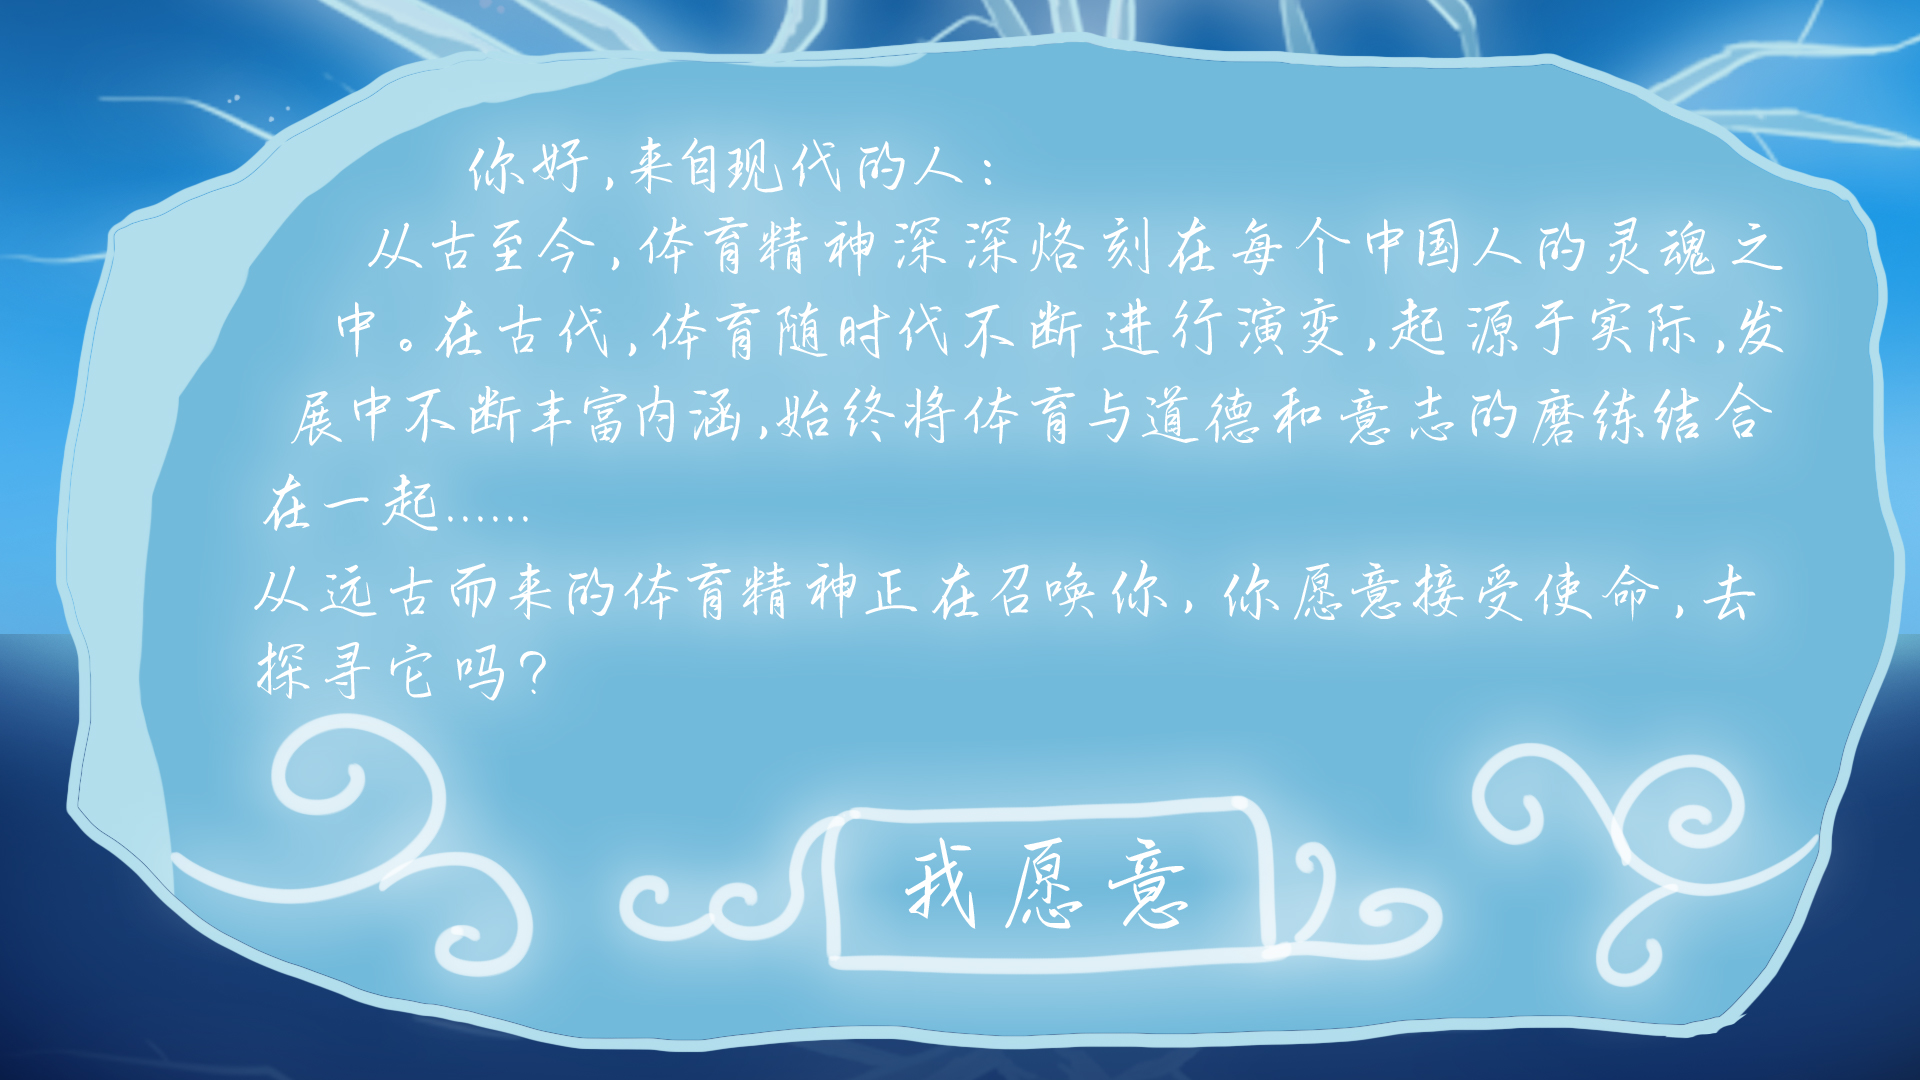 你好,来自现代的人:
从古至今,体育精神深深烙刻在每个中国人的灵魂之
中。在古代,体育随时代不断进行演变,起源于实际,发
展中不断丰富内涵,始终将体育与道德和意志的磨练结合
在一起......
从远古而来的体育精神正在召唤你,你愿意接受使命,去
探寻它吗?
我愿意